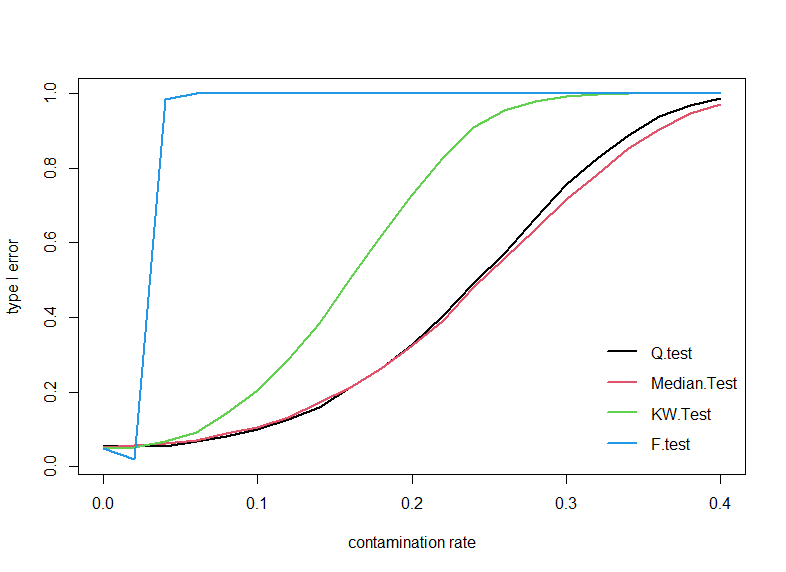 type I error
1.0
0.8
0.6
0.4
0.2
0.0
Q.test
Median.Test
KW.Test
F.test
0.0 0.1 0.2 0.3 0.4
contamination rate